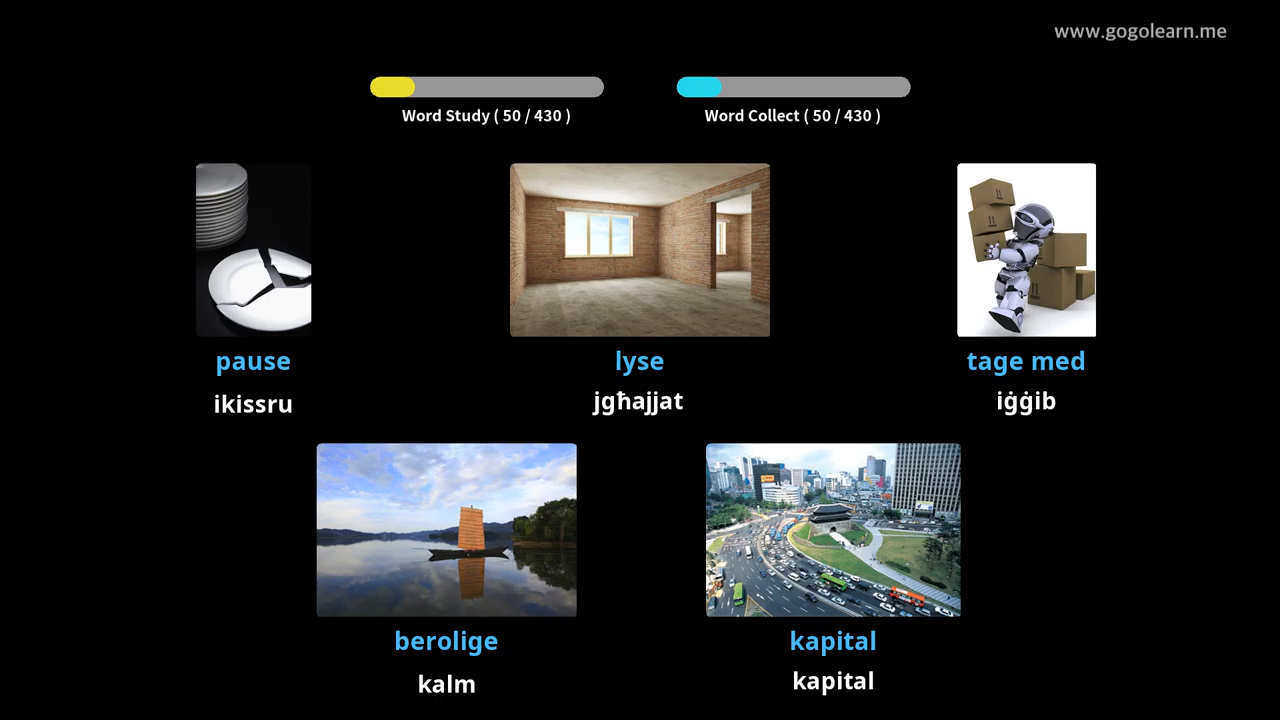 www.gogolearn.me
Word Study ( 50 / 430 )
Word Collect ( 50 / 430 )
pause
lyse
tage med
ikissru
jgħajjat
iġġib
berolige
kapital
kalm
kapital